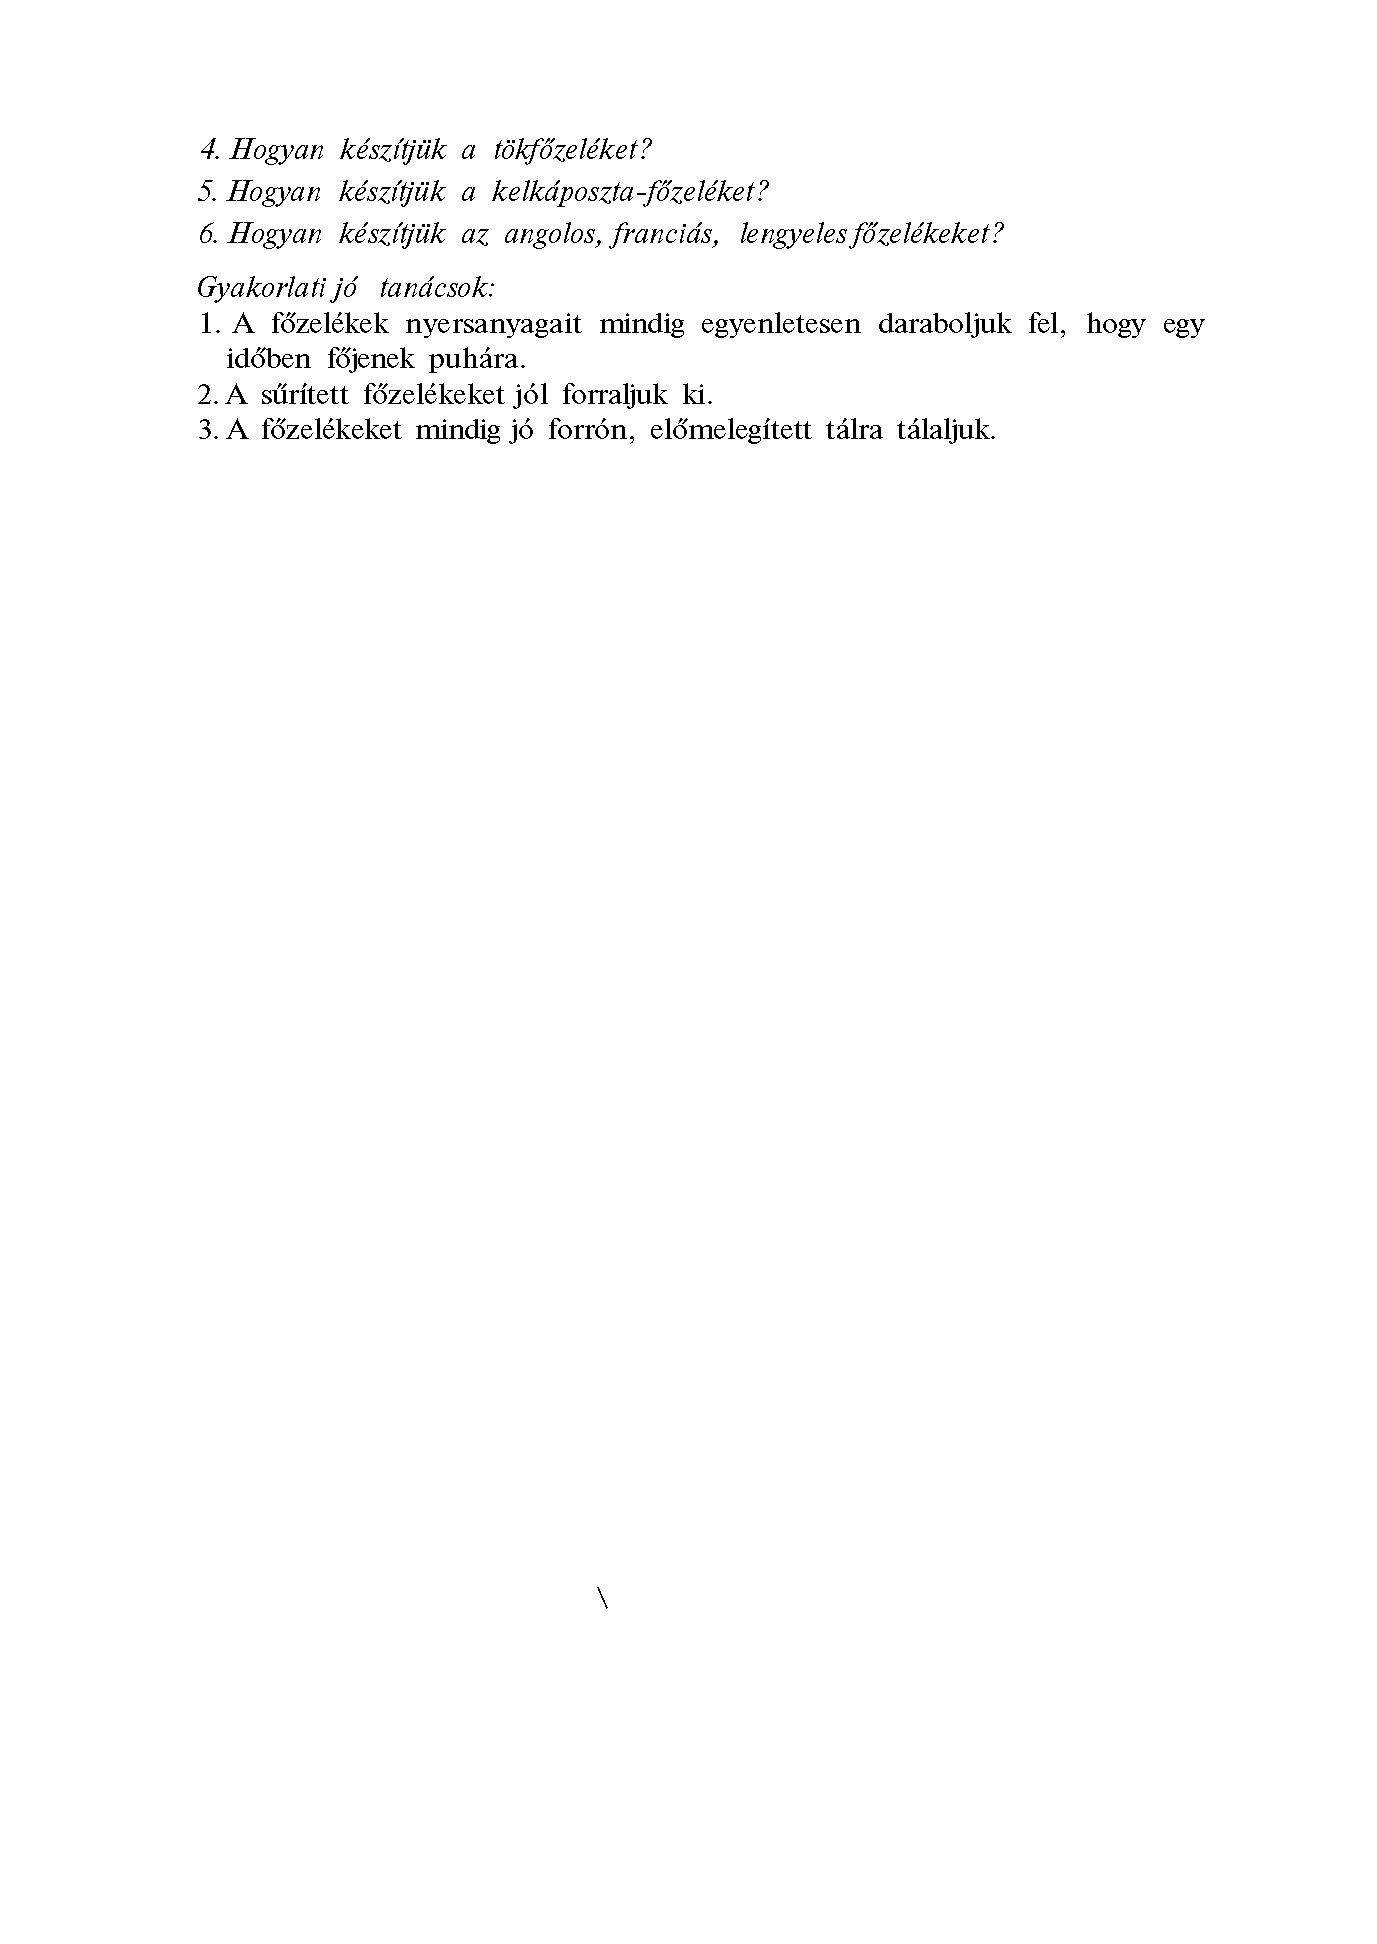 4. Hogyan készítjük a tökfőzeléket?
5. Hogyan készítjük a kelkáposzta-főzeléket?
6. Hogyan készítjük az angolos, franciás, lengyeles főzelékeket?
Gyakorlati jó tanácsok:
1. A főzelékek nyersanyagait mindig egyenletesen daraboljuk fel, hogy egy
időben főjenek puhára.
2. A sűrített főzelékeket jól forraljuk ki.
3. A főzelékeket mindig jó forrón, előmelegített tálra tálaljuk.
\